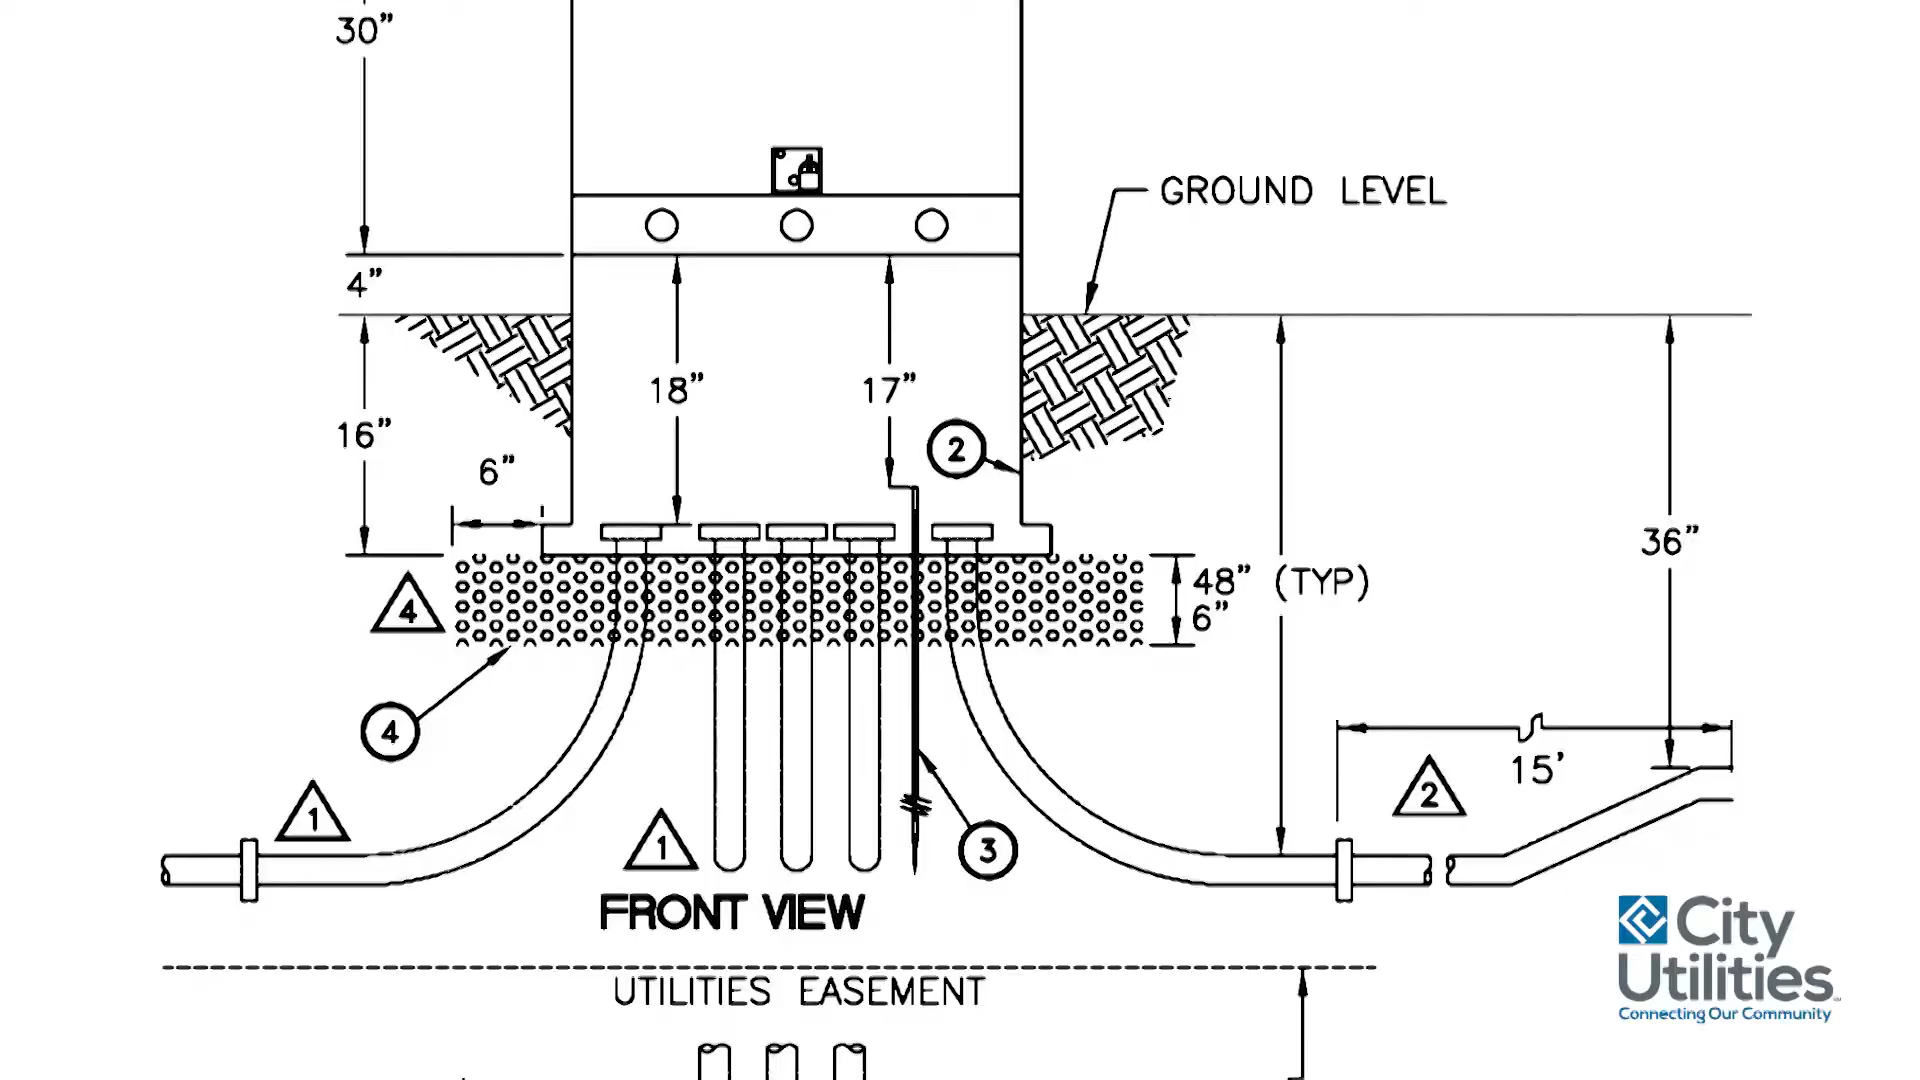 30”
GROUND LEVEL
4”
18”
17”
16”
2
6”
36”
48” (TYP)
6”
4
4
15’
2
1
1
3
FRONT VIEW
City
Utilities
Connecting Our Community
UTILITIES EASEMENT